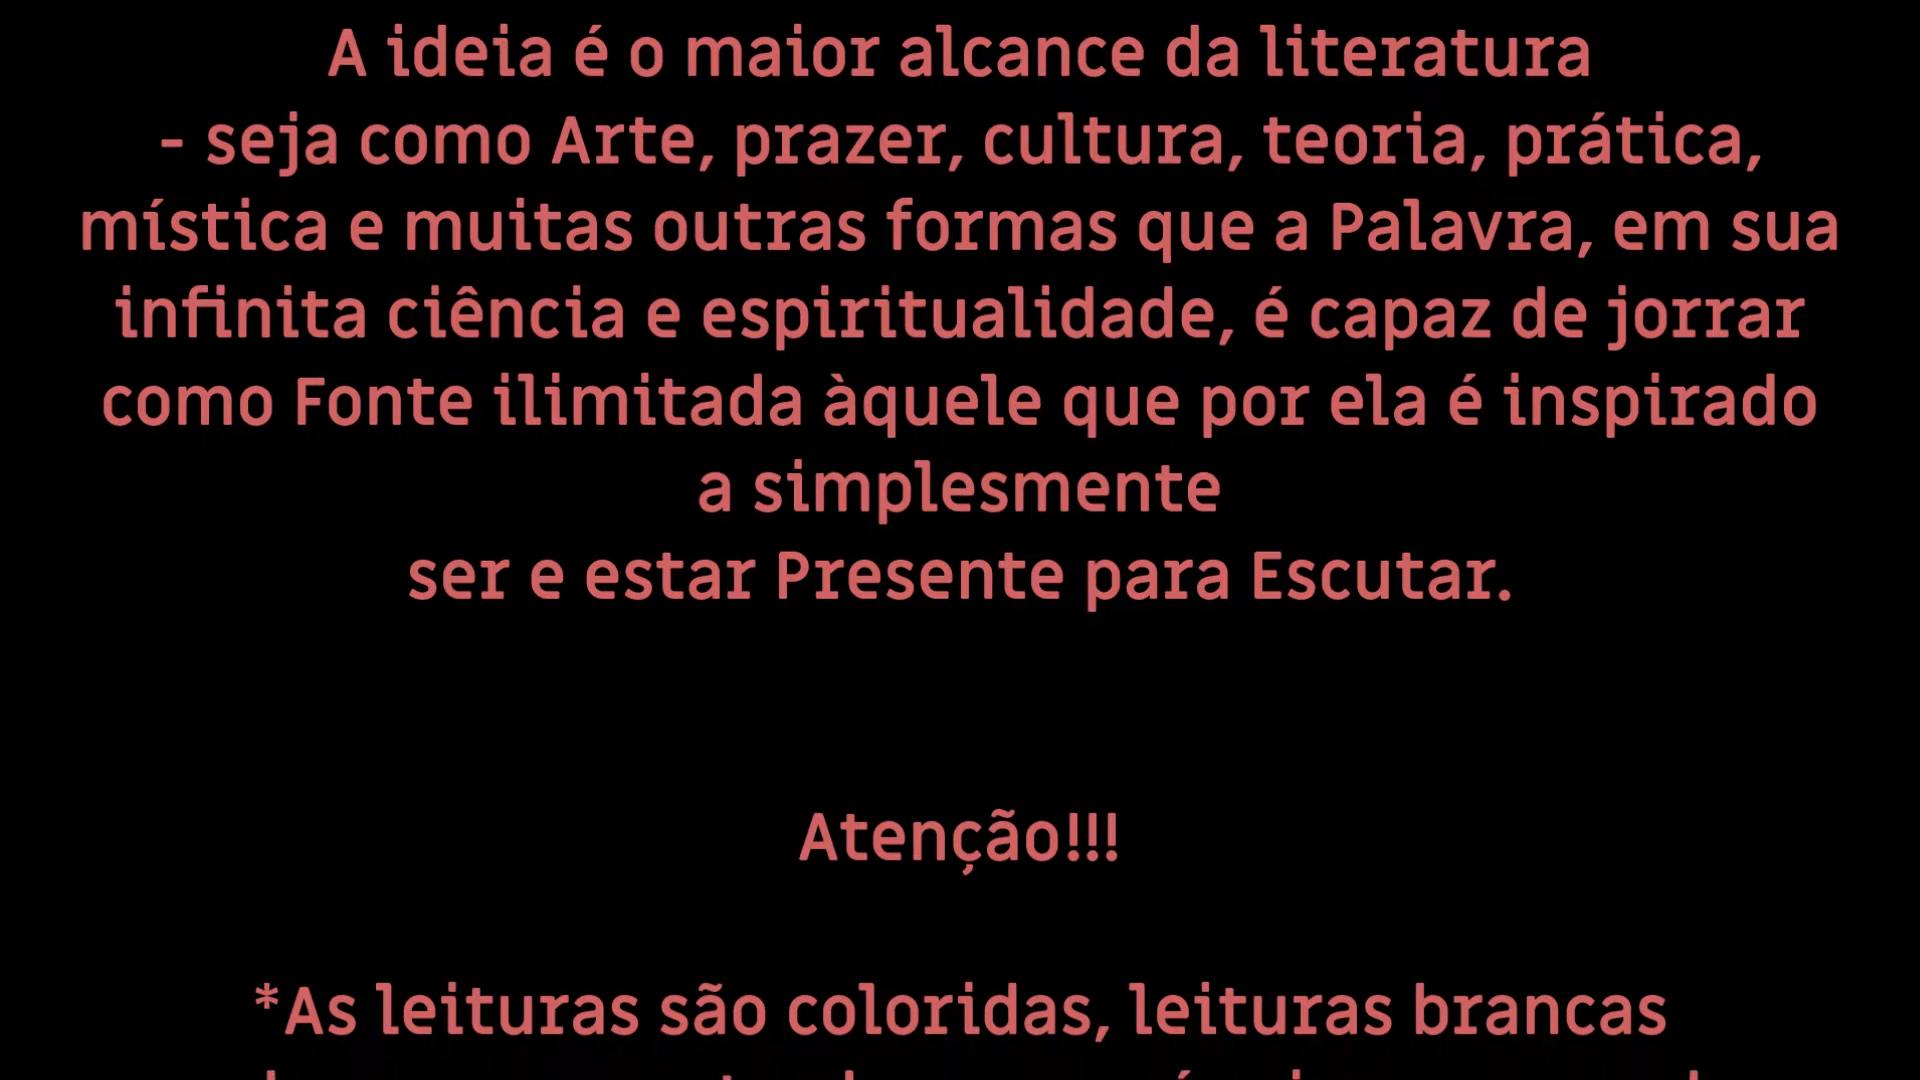 A ideia é o maior alcance da literatura
- seja como Arte, prazer, cultura, teoria, prática,
mística e muitas outras formas que a Palavra, em sua
infinita ciência e espiritualidade, é capaz de jorrar
como Fonte ilimitada àquele que por ela é inspirado
a simplesmente
ser e estar Presente para Escutar.
Atenção!!!
*As leituras são coloridas, leituras brancas